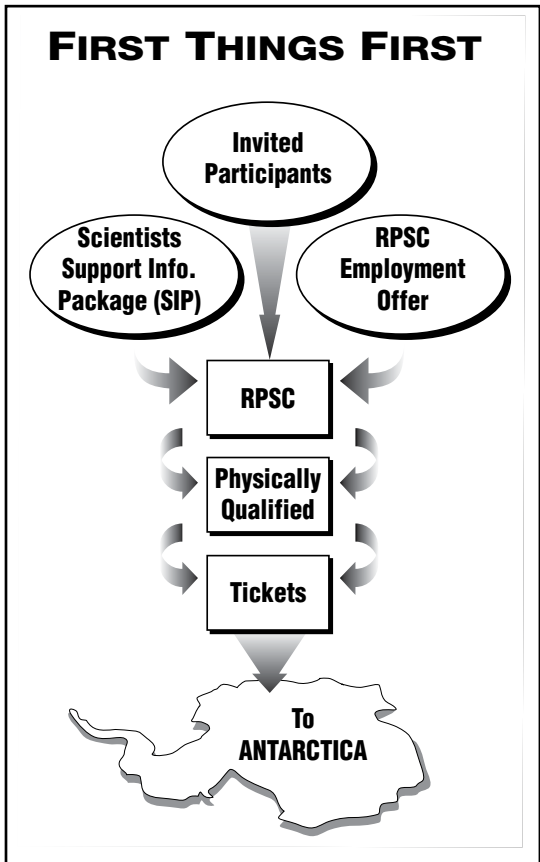 FIRST THINGS FIRST
Invited
Participants
Scientists
Support Info.
Package (SIP)
RPSC
Employment
Offer
RPSC
Physically
Qualified
Tickets
To
ANTARCTICA